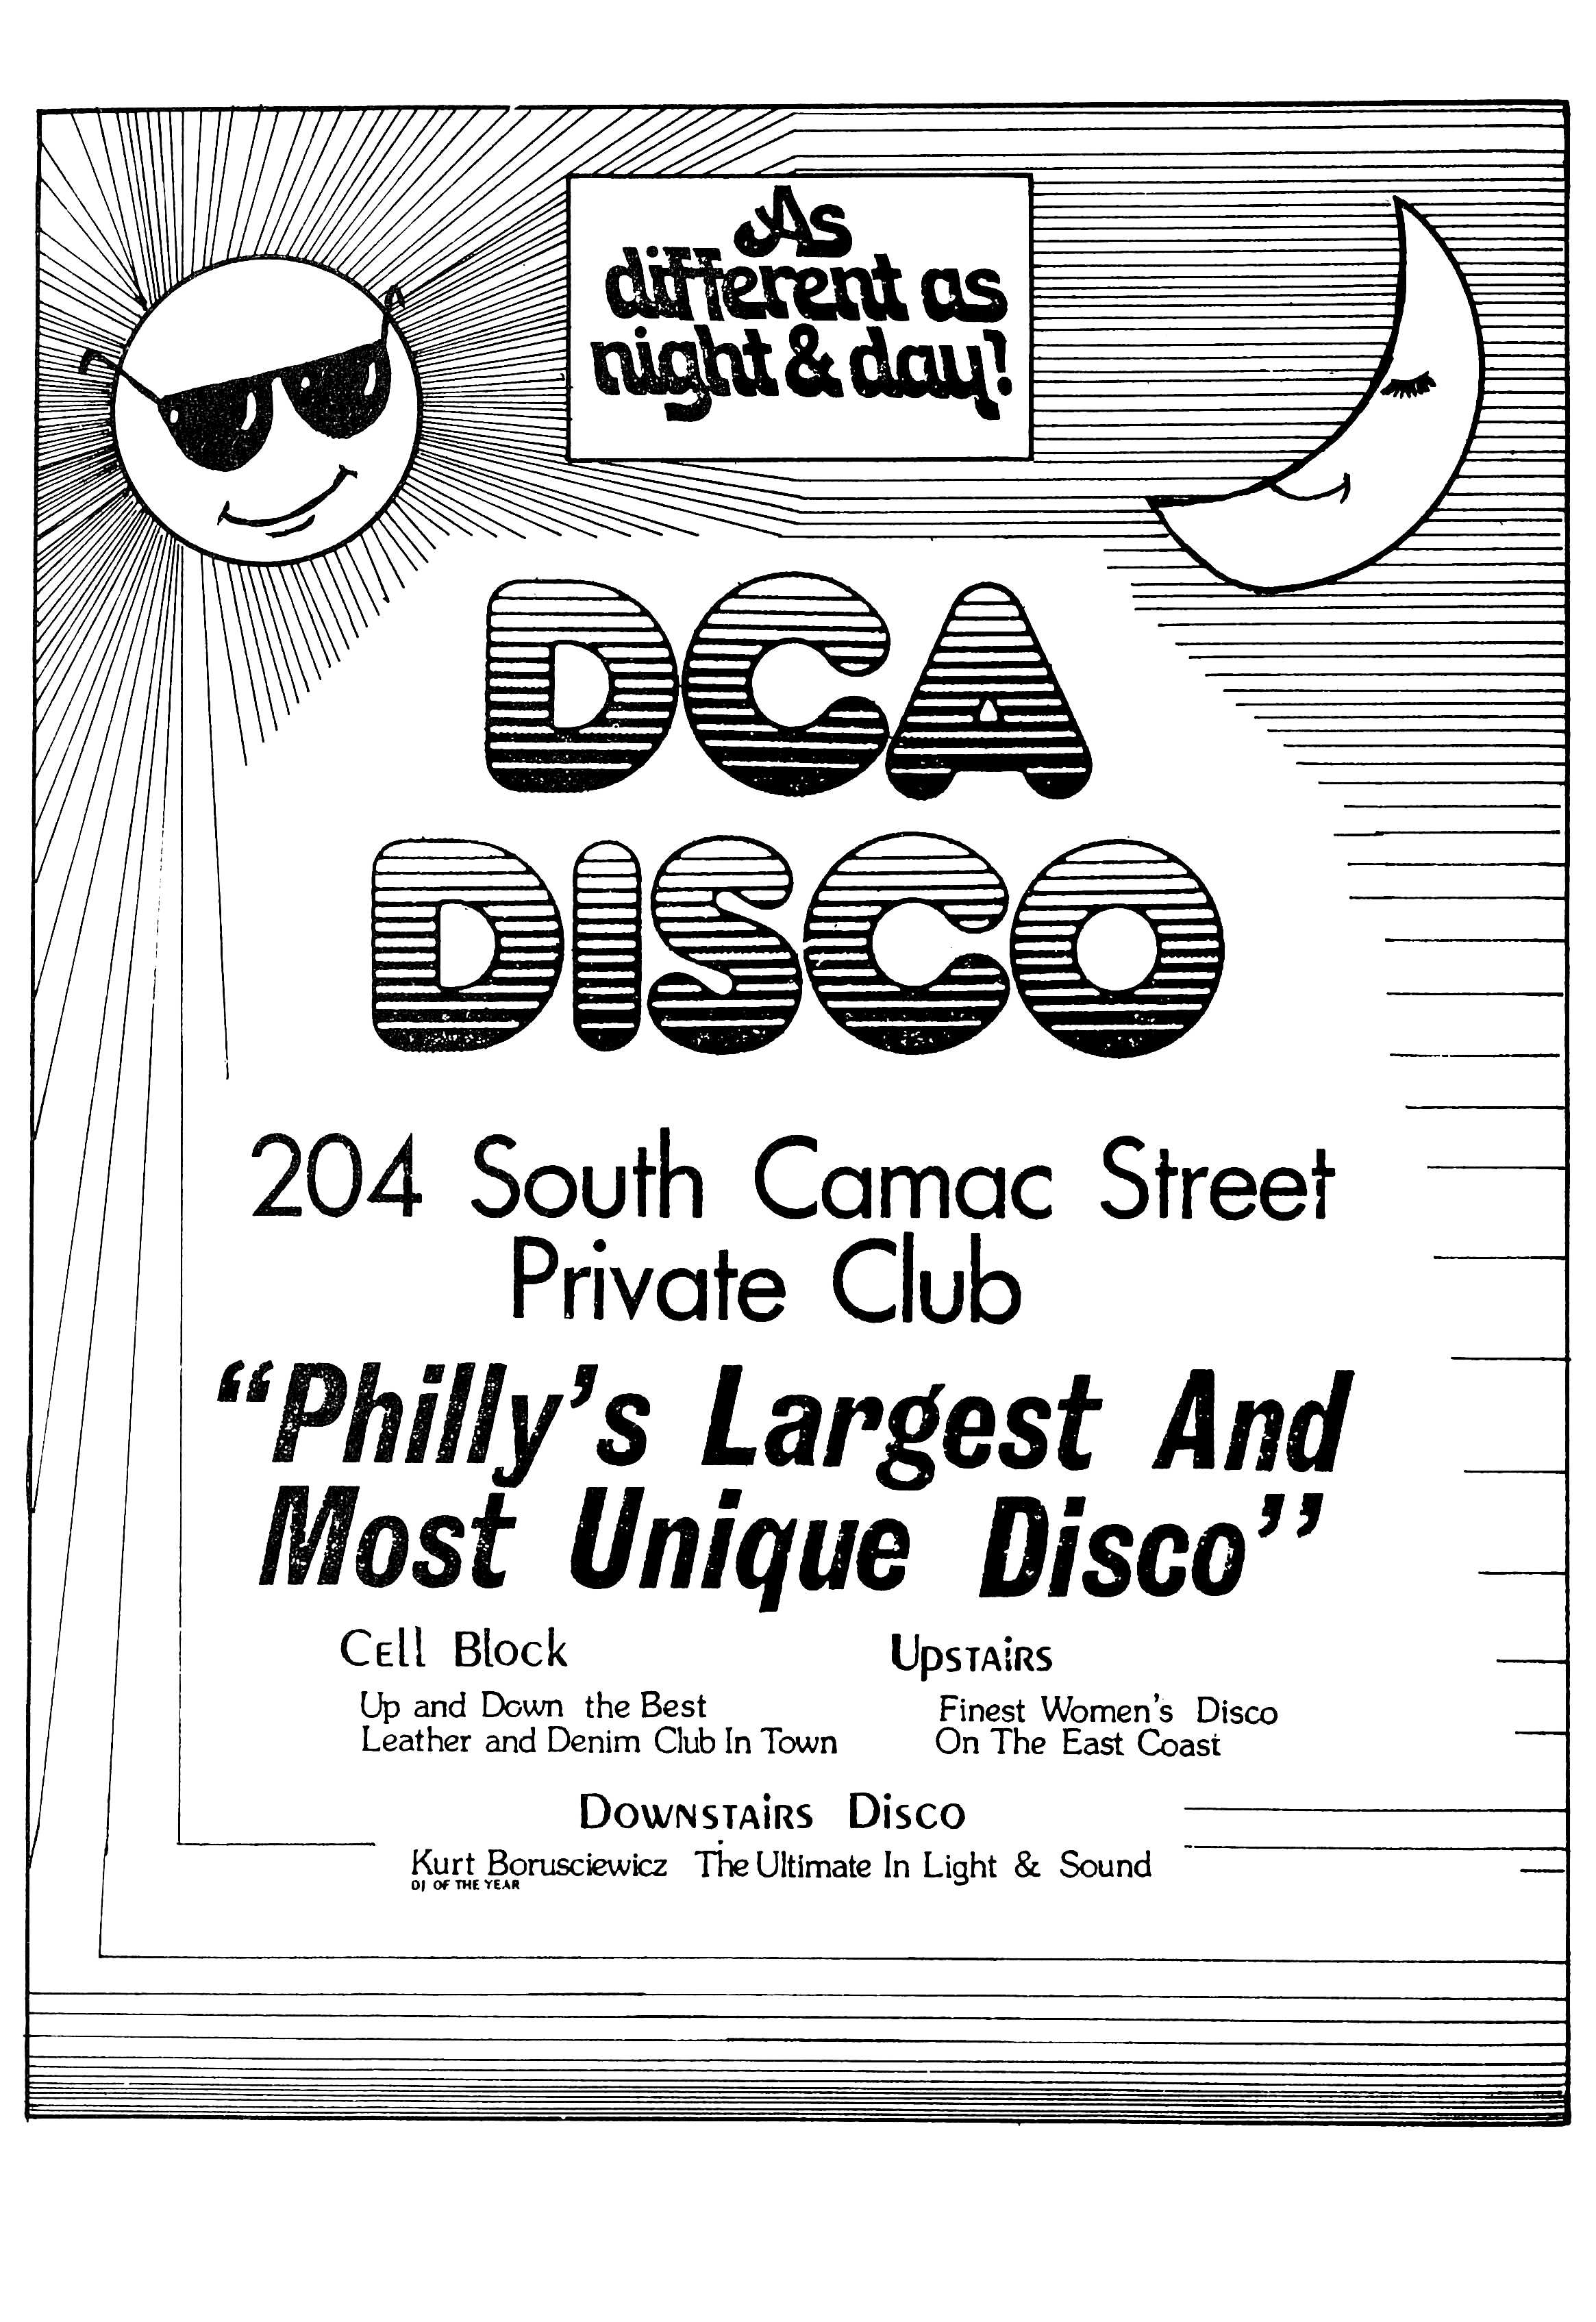 As
different as
night & day!
DCA
DISCO
204 South Camac Street
Private Club
“Philly’s Largest And
Most Unique Disco”
Cell Block
Up and Down the Best
Leather and Denim Club In Town
Upstairs
Finest Women's Disco
On The East Coast
Downstairs Disco
Kurt Borusciewicz The Ultimate In Light & Sound
DJ OF THE YEAR